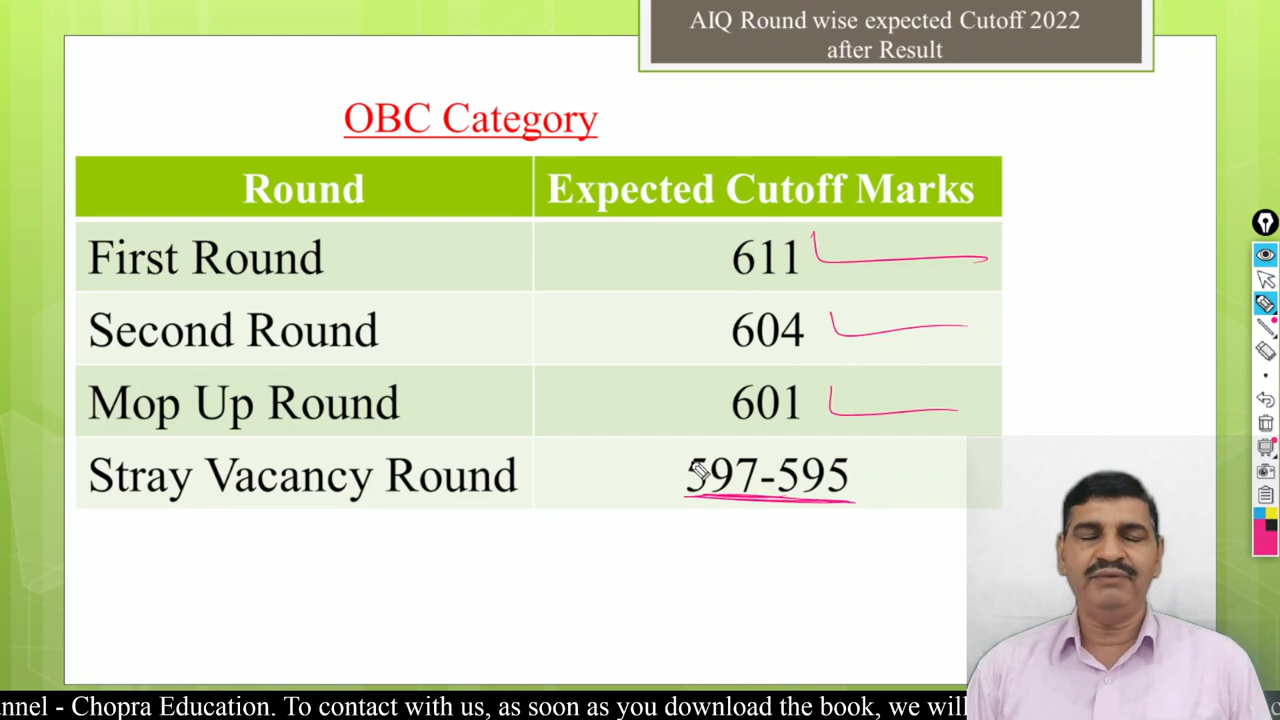 AIQ Round wise expected Cutoff 2022
after Result
OBC Category
Round Expected Cutoff Marks
First Round 611
Second Round 604
Mop Up Round 601
Stray Vacancy Round 597-595
nnel - Chopra Education. To contact with us, as soon as you download the book, we will